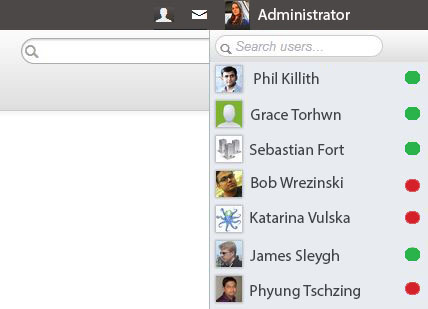 Administrator
Search users...
Phil Killith
Grace Torhwn
Sebastian Fort
Bob Wrezinski
Katarina Vulska
James Sleygh
Phyung Tschzing